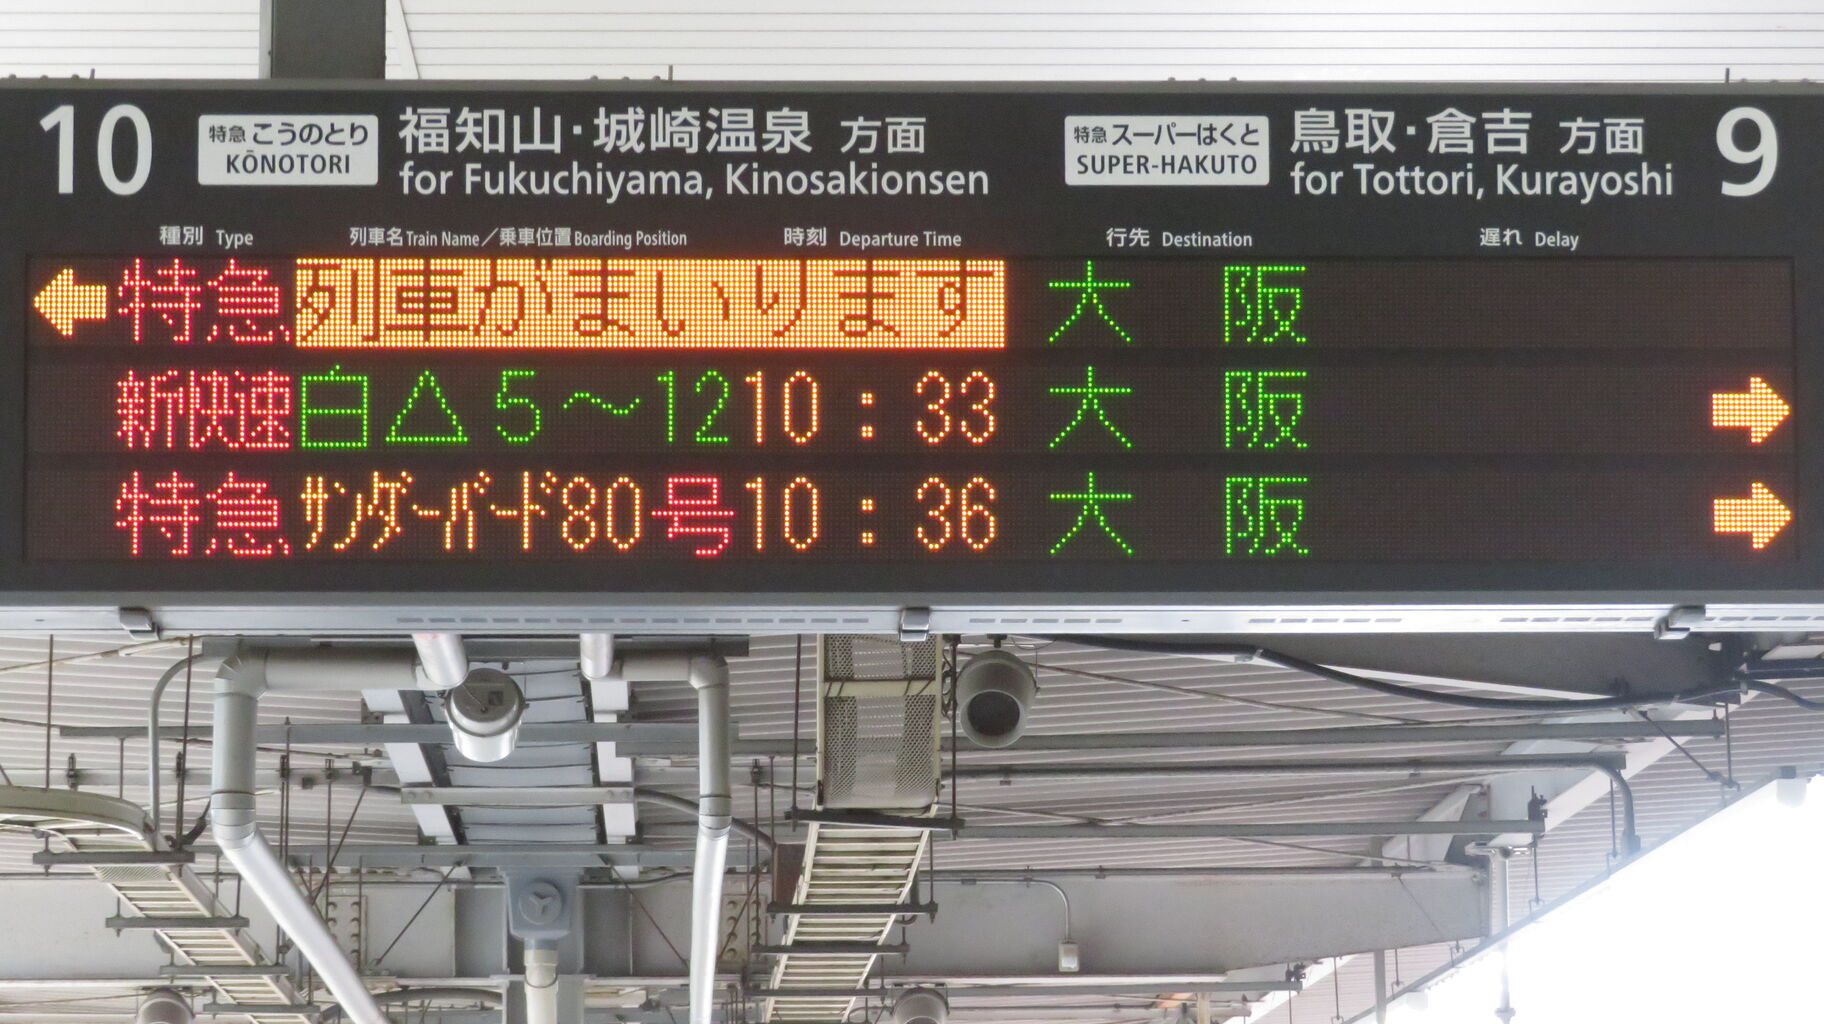 10 特急 こうのとり KŌNOTORI 福知山・城崎温泉 方面 for Fukuchiyama, Kinosakionsen 特急 スーパーはくと SUPER-HAKUTO 鳥取・倉吉 方面 for Tottori, Kurayoshi 9
種別 Type 列車名 Train Name／乗車位置 Boarding Position 時刻 Departure Time 行先 Destination 遅れ Delay
← 特急 列車がまいります 大阪
新快速 白△5～12 10:33 大阪 →
特急 ｻﾝﾀﾞｰﾊﾞｰﾄﾞ80号 10:36 大阪 →